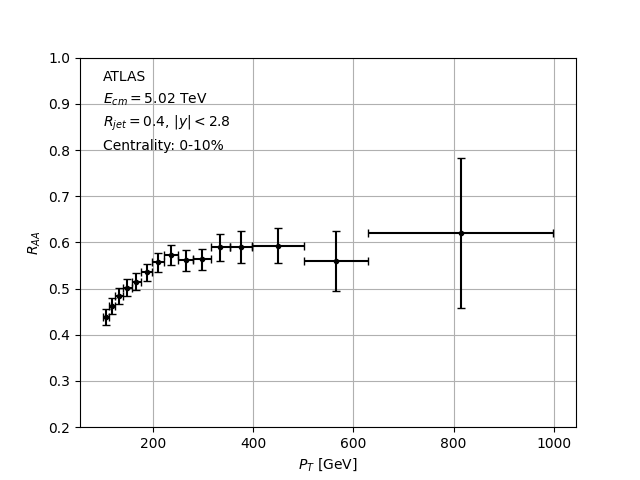 1.0
0.9
0.8
0.7
0.6
0.5
0.4
0.3
0.2
R_{AA}
ATLAS
E_{cm} = 5.02 TeV
R_{jet} = 0.4, |y| < 2.8
Centrality: 0-10%
200 400 600 800 1000
P_T [GeV]